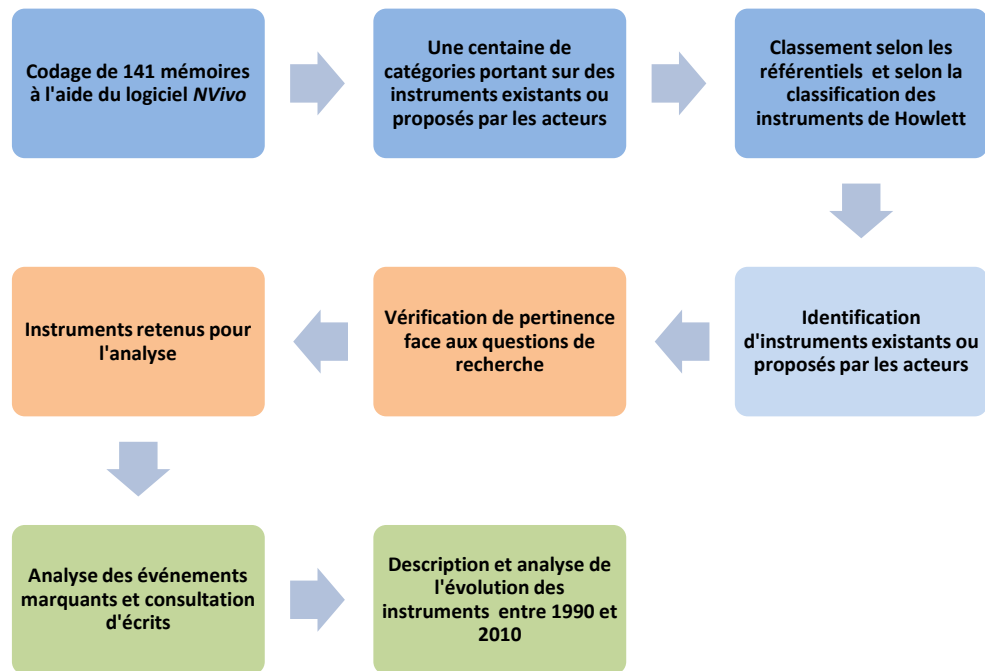 Codage de 141 mémoires
à l'aide du logiciel NVivo
Une centaine de
catégories portant sur des
instruments existants ou
proposés par les acteurs
Classement selon les
référentiels et selon la
classification des
instruments de Howlett
Identification
d'instruments existants ou
proposés par les acteurs
Vérification de pertinence
face aux questions de
recherche
Instruments retenus pour
l'analyse
Analyse des événements
marquants et consultation
d'écrits
Description et analyse de
l'évolution des
instruments entre 1990 et
2010